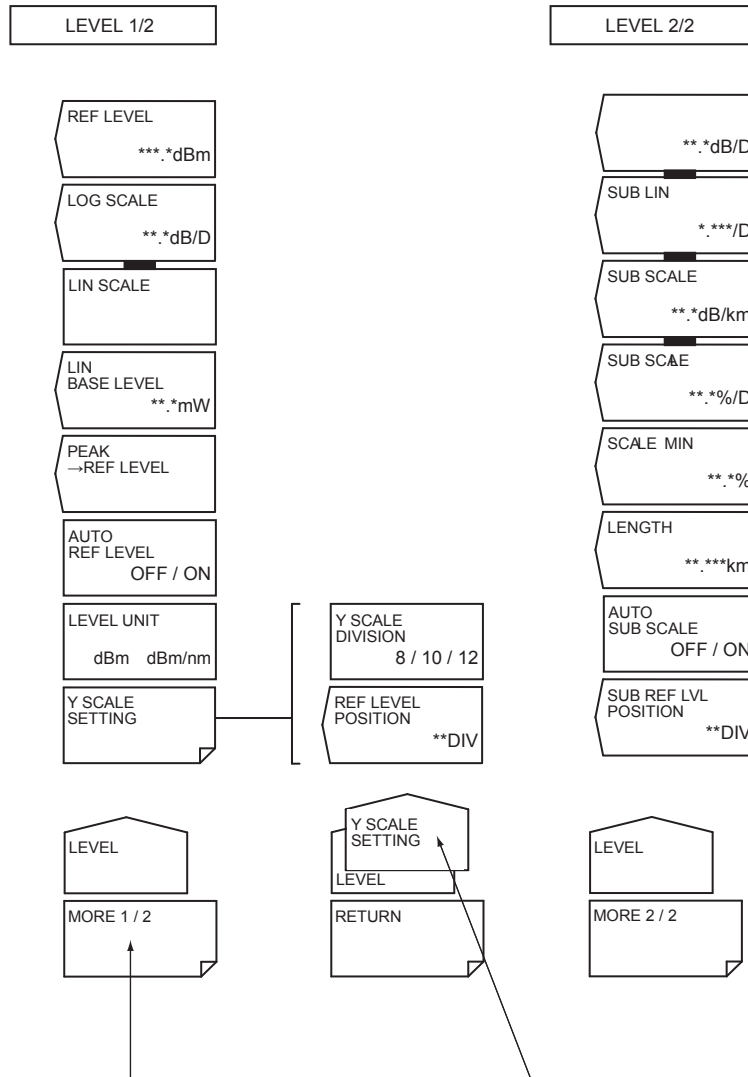 LEVEL 1/2
REF LEVEL
***.*dBm
LOG SCALE
**.*dB/D
LIN SCALE
LIN
BASE LEVEL
**.*mW
PEAK
→REF LEVEL
AUTO
REF LEVEL
OFF / ON
LEVEL UNIT
dBm dBm/nm
Y SCALE
SETTING
LEVEL
MORE 1 / 2
Y SCALE
DIVISION
8 / 10 / 12
REF LEVEL
POSITION
**DIV
Y SCALE
SETTING
LEVEL
RETURN
LEVEL 2/2
**.*dB/D
SUB LIN
*.***/D
SUB SCALE
**.*dB/km
SUB SCALE
**.*%/D
SCALE MIN
**.*%
LENGTH
**.***km
AUTO
SUB SCALE
OFF / ON
SUB REF LVL
POSITION
**DIV
LEVEL
MORE 2 / 2